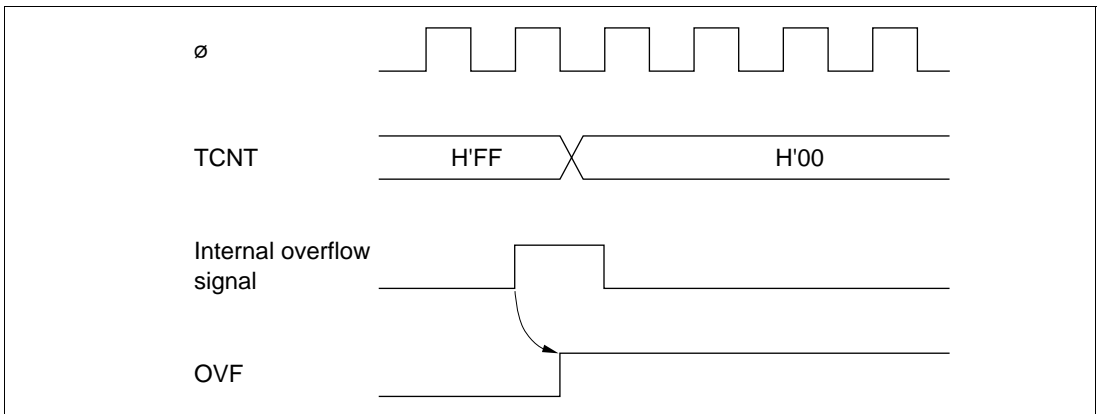 ø
TCNT
H'FF
H'00
Internal overflow
signal
OVF